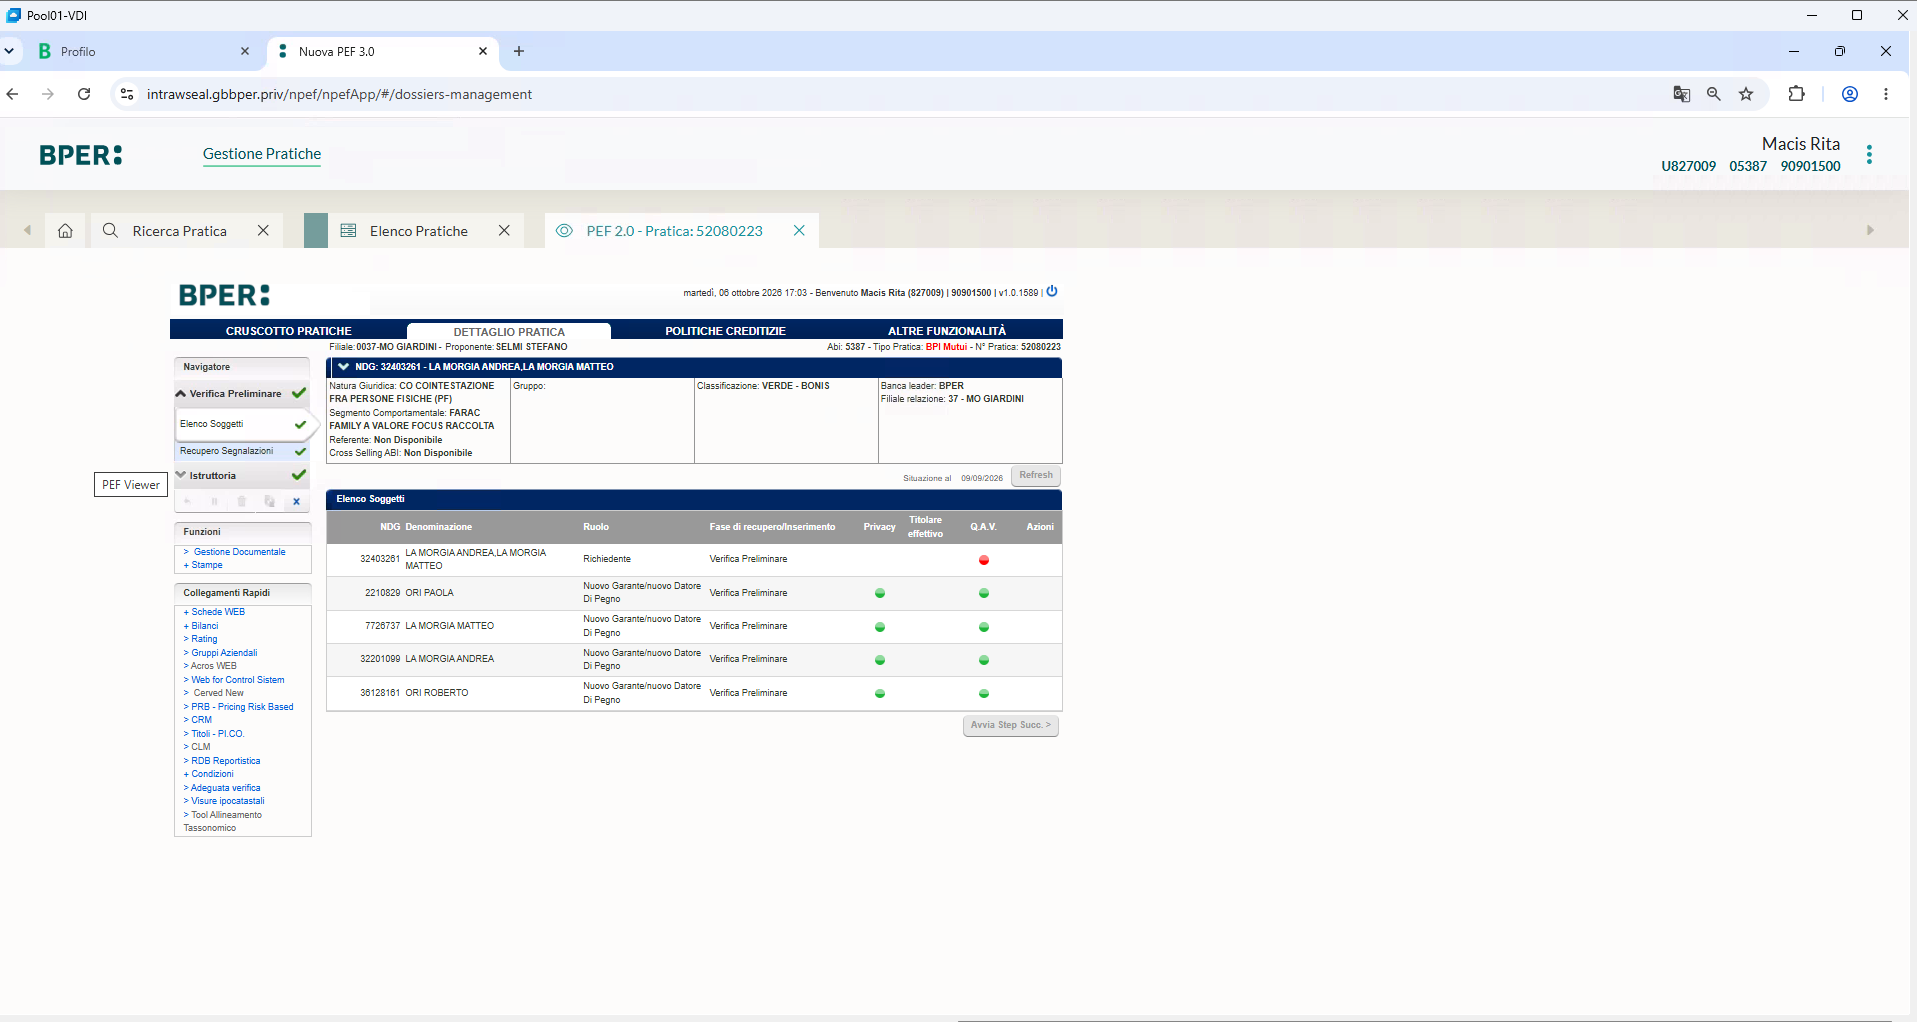 Pool01-VDI
Profilo
Nuova PEF 3.0
intrawseal.gbbper.priv/npef/npefApp/#/dossiers-management
BPER:
Gestione Pratiche
Macis Rita
U827009 05387 90901500
Ricerca Pratica
Elenco Pratiche
PEF 2.0 - Pratica: 52080223
BPER:
martedì, 06 ottobre 2026 17:03 - Benvenuto Macis Rita (827009) | 90901500 | v1.0.1589 |
CRUSCOTTO PRATICHE
DETTAGLIO PRATICA
POLITICHE CREDITIZIE
ALTRE FUNZIONALITÀ
Filiale: 0037-MO GIARDINI - Proponente: SELMI STEFANO
Abi: 5387 - Tipo Pratica: BPI Mutui - N° Pratica: 52080223
Navigatore
Verifica Preliminare
Elenco Soggetti
Recupero Segnalazioni
Istruttoria
PEF Viewer
Funzioni
> Gestione Documentale
+ Stampe
Collegamenti Rapidi
+ Schede WEB
+ Bilanci
> Rating
> Gruppi Aziendali
> Acros WEB
> Web for Control Sistem
> Cerved New
> PRB - Pricing Risk Based
> CRM
> Titoli - PI.CO.
> CLM
> RDB Reportistica
+ Condizioni
> Adeguata verifica
> Visure ipocatastali
> Tool Allineamento
Tassonomico
NDG: 32403261 - LA MORGIA ANDREA,LA MORGIA MATTEO
Natura Giuridica: CO COINTESTAZIONE
FRA PERSONE FISICHE (PF)
Segmento Comportamentale: FARAC
FAMILY A VALORE FOCUS RACCOLTA
Referente: Non Disponibile
Cross Selling ABI: Non Disponibile
Gruppo:
Classificazione: VERDE - BONIS
Banca leader: BPER
Filiale relazione: 37 - MO GIARDINI
Situazione al 09/09/2026
Refresh
Elenco Soggetti
NDG Denominazione Ruolo Fase di recupero/Inserimento Privacy Titolare effettivo Q.A.V. Azioni
32403261 LA MORGIA ANDREA,LA MORGIA MATTEO Richiedente Verifica Preliminare
2210829 ORI PAOLA Nuovo Garante/nuovo Datore Di Pegno Verifica Preliminare
7726737 LA MORGIA MATTEO Nuovo Garante/nuovo Datore Di Pegno Verifica Preliminare
32201099 LA MORGIA ANDREA Nuovo Garante/nuovo Datore Di Pegno Verifica Preliminare
36128161 ORI ROBERTO Nuovo Garante/nuovo Datore Di Pegno Verifica Preliminare
Avvia Step Succ. >